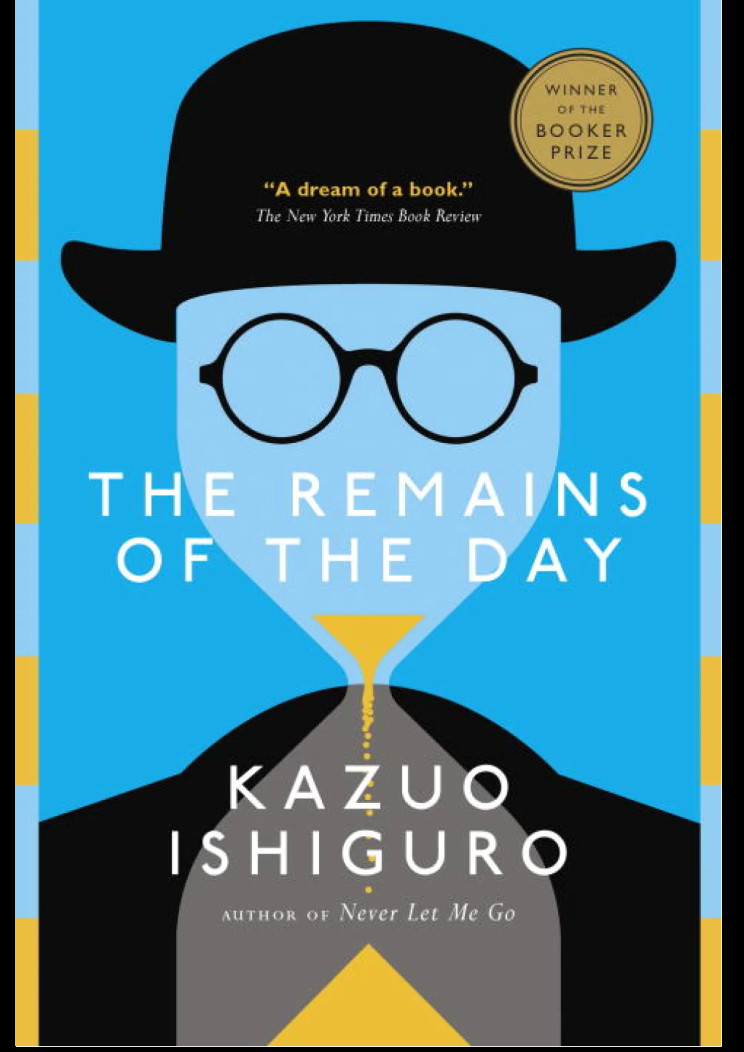 WINNER
OF THE
BOOKER
PRIZE
“A dream of a book.”
The New York Times Book Review
THE REMAINS
OF THE DAY
KAZUO
ISHIGURO
AUTHOR OF Never Let Me Go